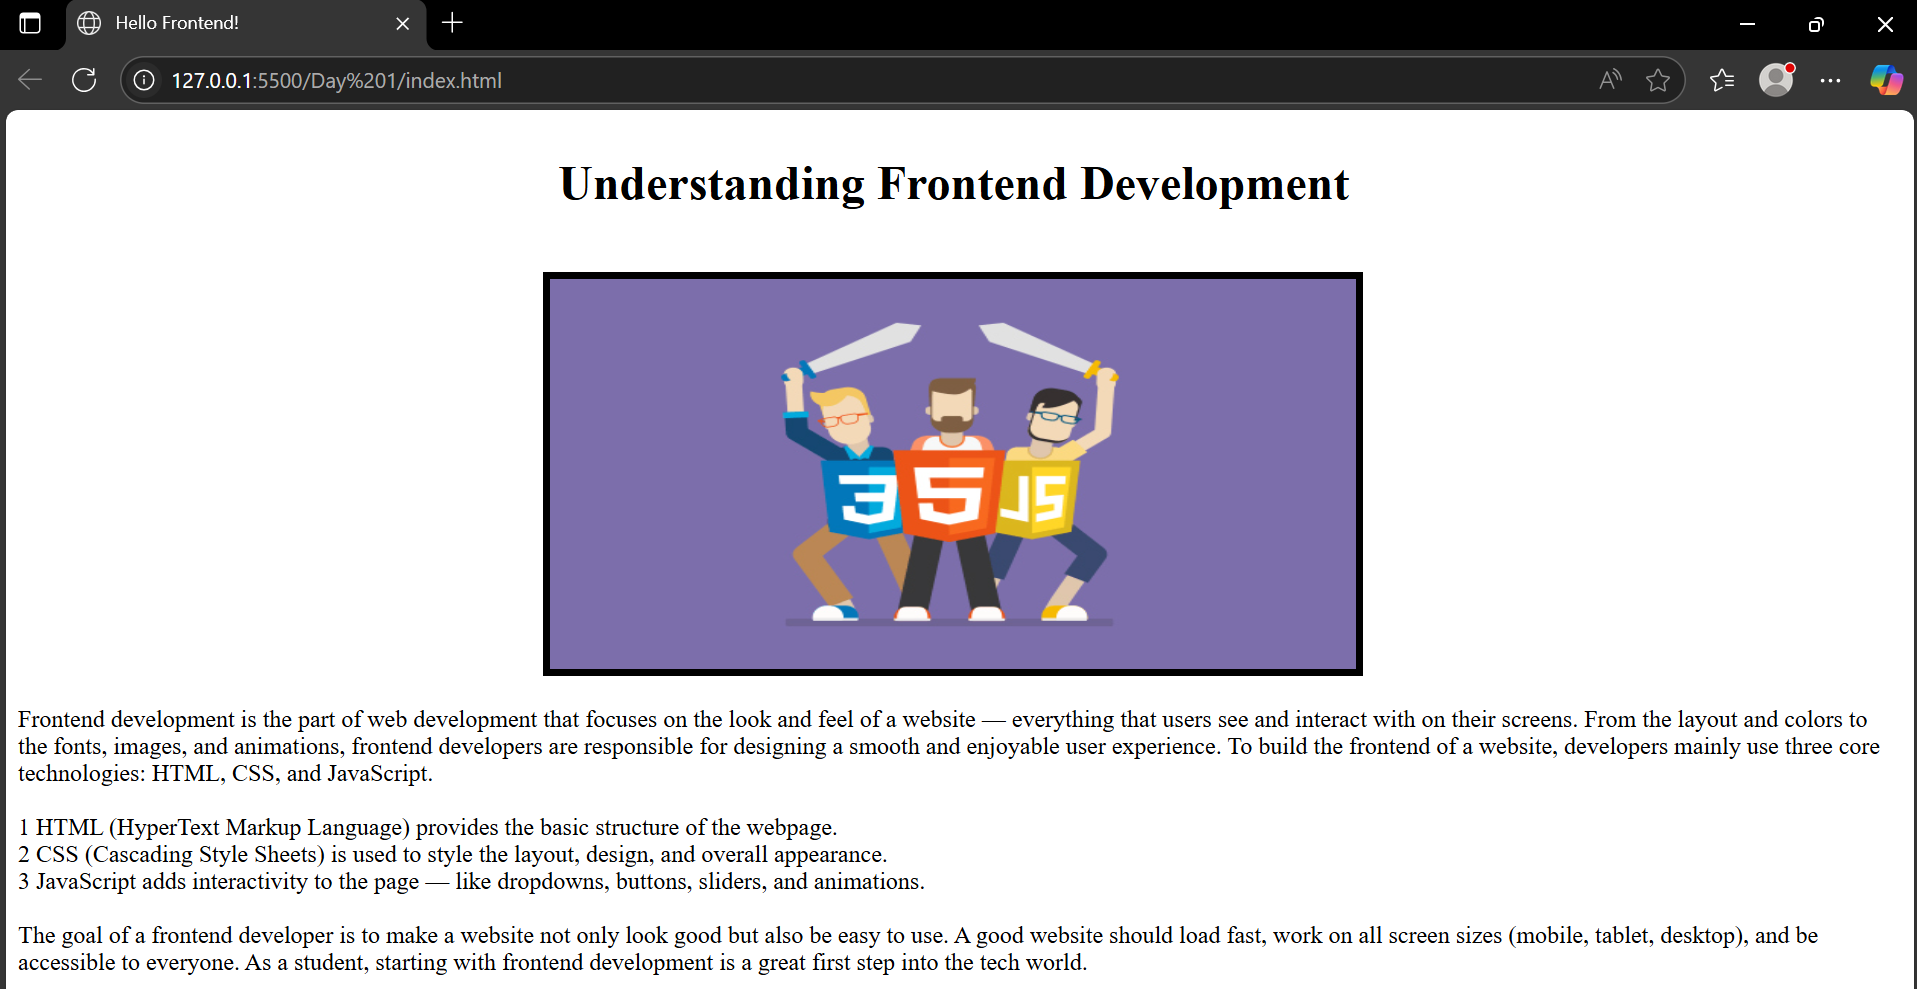 Hello Frontend!
127.0.0.1:5500/Day%201/index.html
Understanding Frontend Development
3 5 JS
Frontend development is the part of web development that focuses on the look and feel of a website — everything that users see and interact with on their screens. From the layout and colors to
the fonts, images, and animations, frontend developers are responsible for designing a smooth and enjoyable user experience. To build the frontend of a website, developers mainly use three core
technologies: HTML, CSS, and JavaScript.
1 HTML (HyperText Markup Language) provides the basic structure of the webpage.
2 CSS (Cascading Style Sheets) is used to style the layout, design, and overall appearance.
3 JavaScript adds interactivity to the page — like dropdowns, buttons, sliders, and animations.
The goal of a frontend developer is to make a website not only look good but also be easy to use. A good website should load fast, work on all screen sizes (mobile, tablet, desktop), and be
accessible to everyone. As a student, starting with frontend development is a great first step into the tech world.